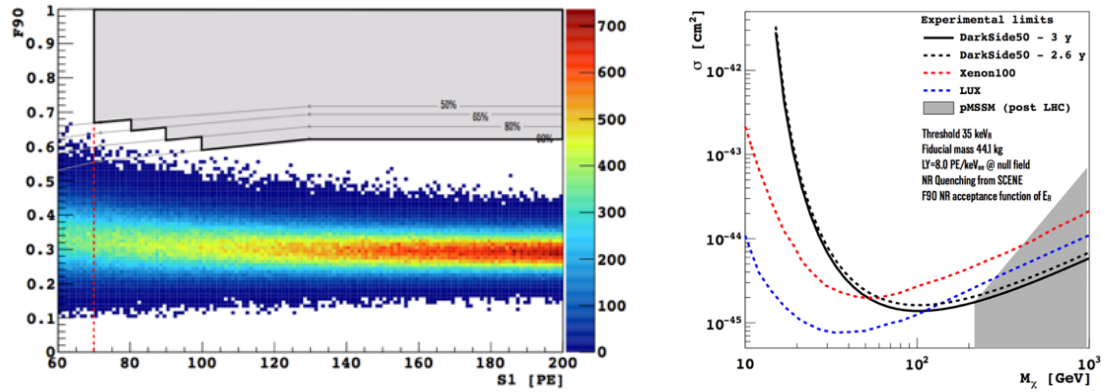 F90
1
0.9
0.8
0.7
0.6
0.5
0.4
0.3
0.2
0.1
0
50%
65%
80%
90%
60 80 100 120 140 160 180 200
S1 [PE]
700
600
500
400
300
200
100
0
σ [cm²]
10⁻⁴²
10⁻⁴³
10⁻⁴⁴
10⁻⁴⁵
Experimental limits
DarkSide50 - 3 y
DarkSide50 - 2.6 y
Xenon100
LUX
pMSSM (post LHC)
Threshold 35 keVᵣ
Fiducial mass 44.1 kg
LY=8.0 PE/keVₑₑ @ null field
NR Quenching from SCENE
F90 NR acceptance function of Eᵣ
10 10² 10³
Mᵪ [GeV]